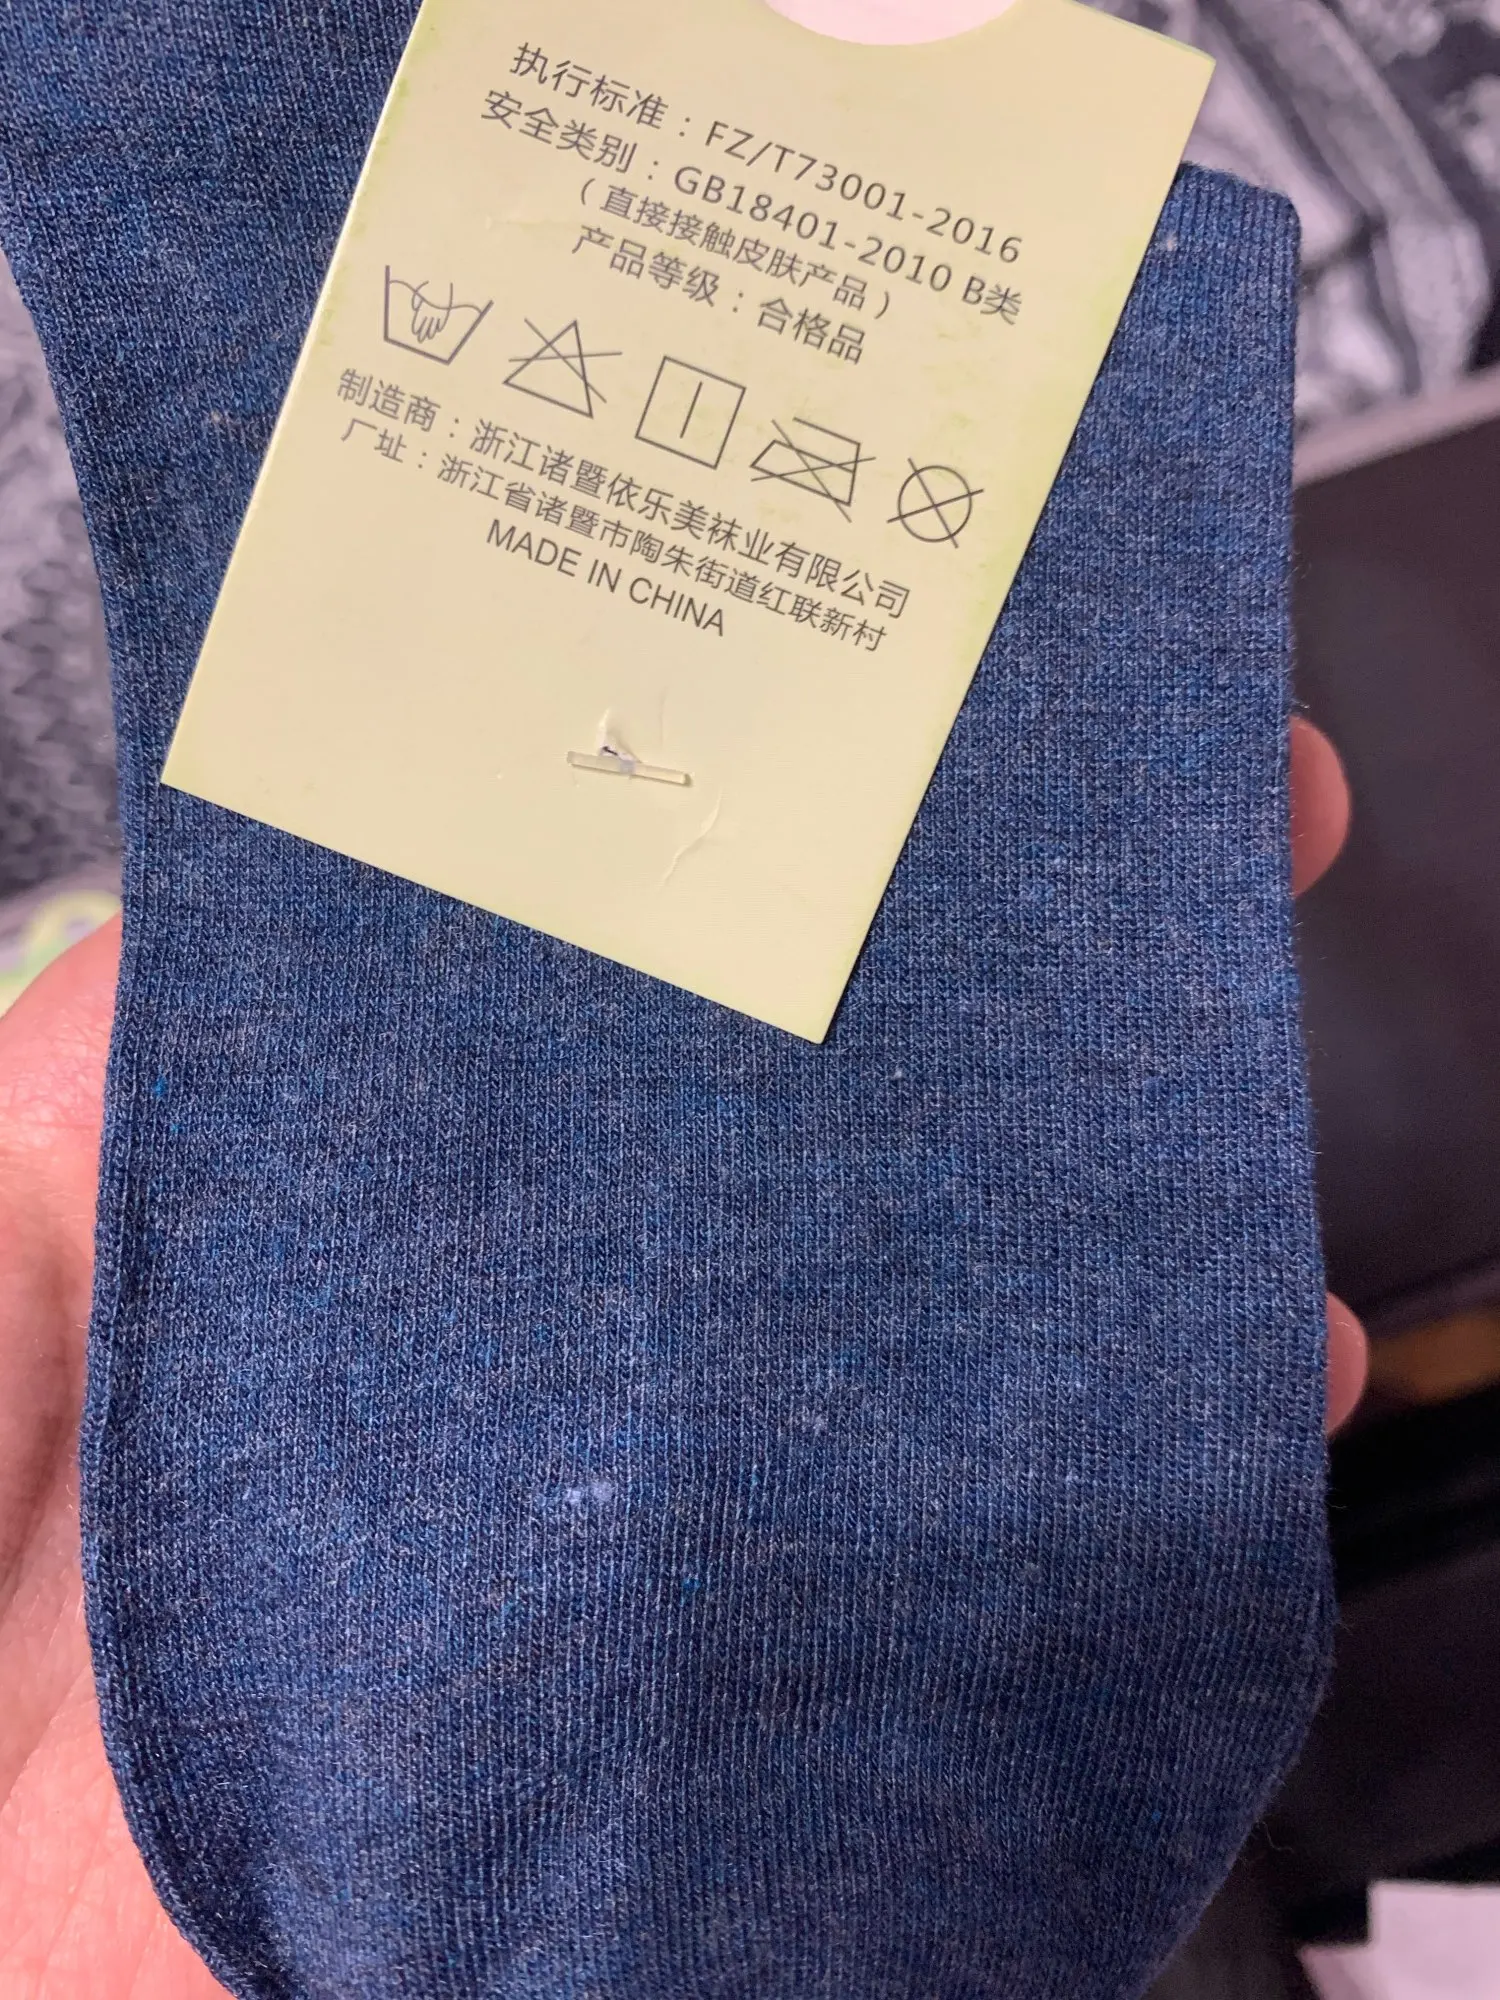 执行标准：FZ/T73001-2016
安全类别：GB18401-2010 B类
（直接接触皮肤产品）
产品等级：合格品
制造商：浙江诸暨依乐美袜业有限公司
厂址：浙江省诸暨市陶朱街道红联新村
MADE IN CHINA